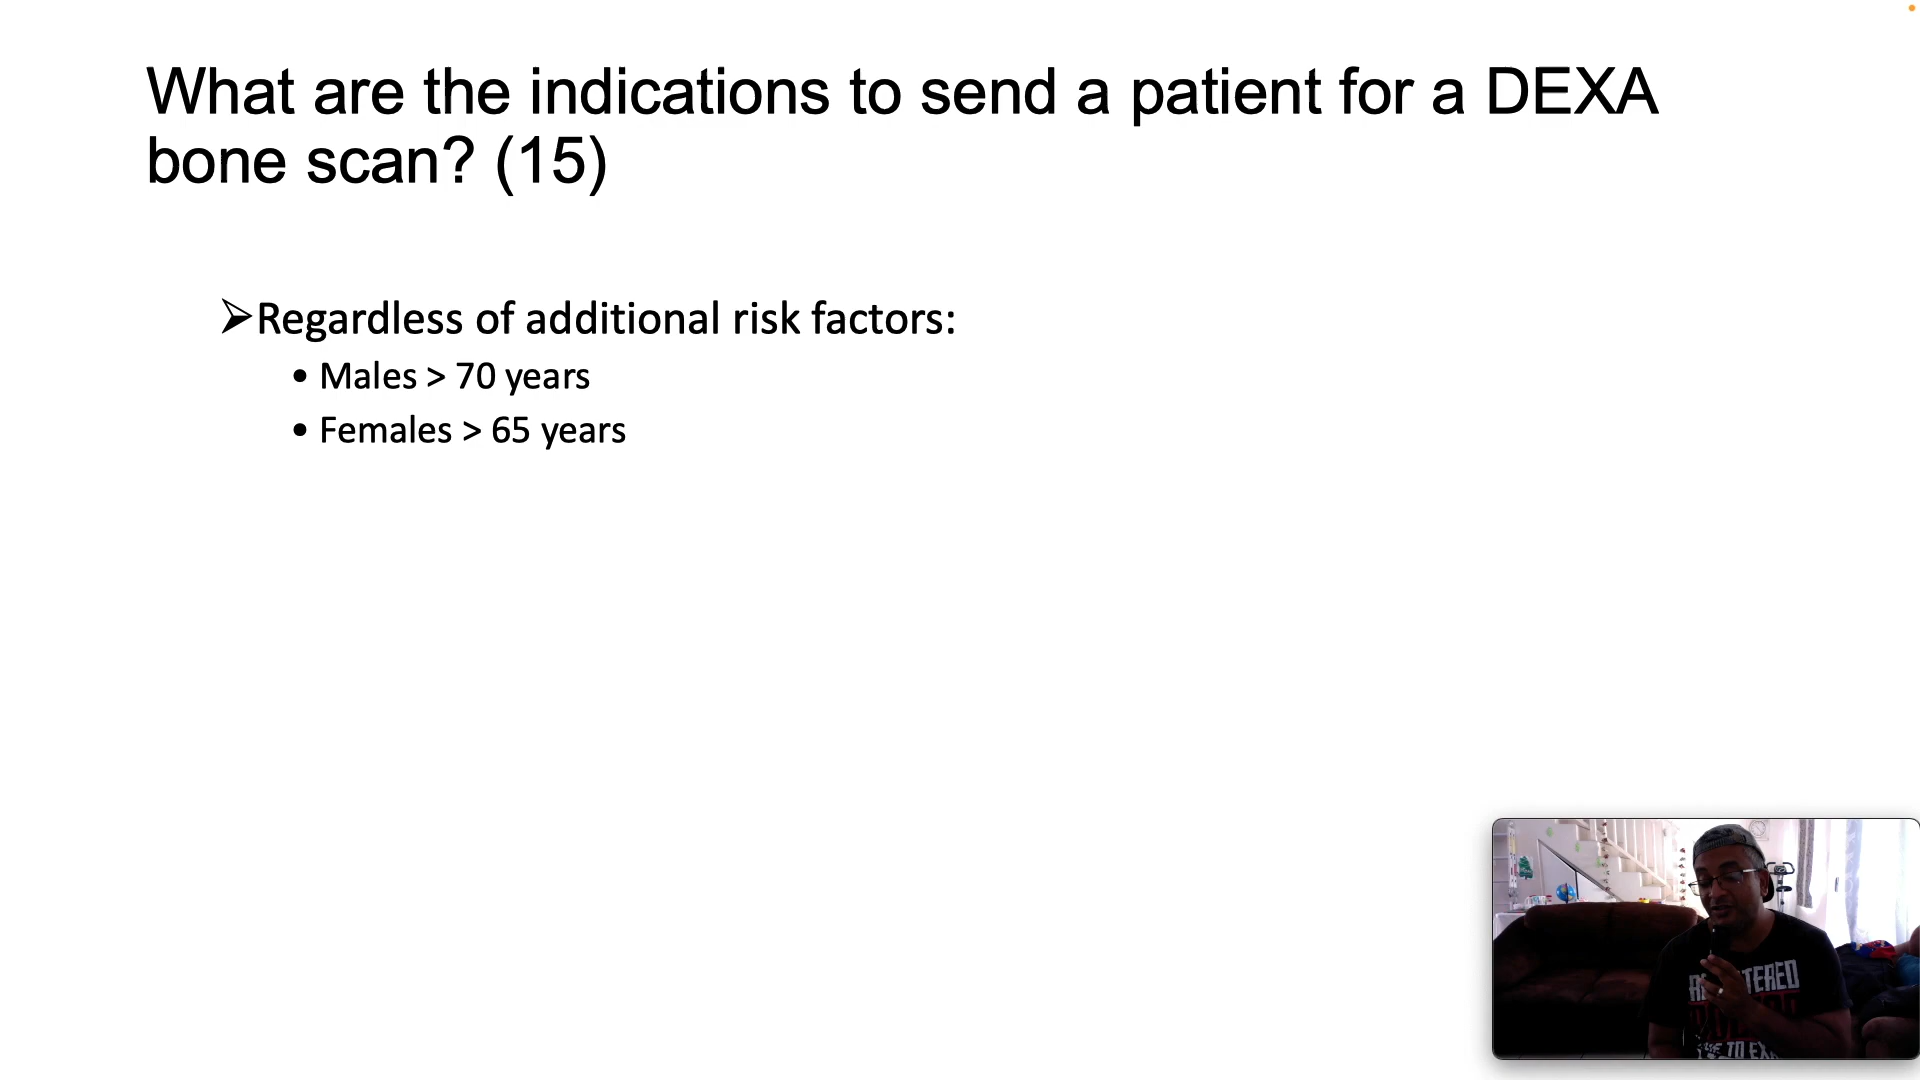 What are the indications to send a patient for a DEXA
bone scan? (15)
➢Regardless of additional risk factors:
• Males > 70 years
• Females > 65 years